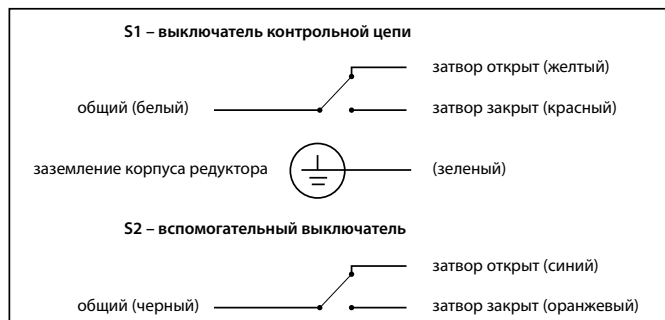 S1 – выключатель контрольной цепи
затвор открыт (желтый)
общий (белый)
затвор закрыт (красный)
заземление корпуса редуктора
(зеленый)
S2 – вспомогательный выключатель
затвор открыт (синий)
общий (черный)
затвор закрыт (оранжевый)